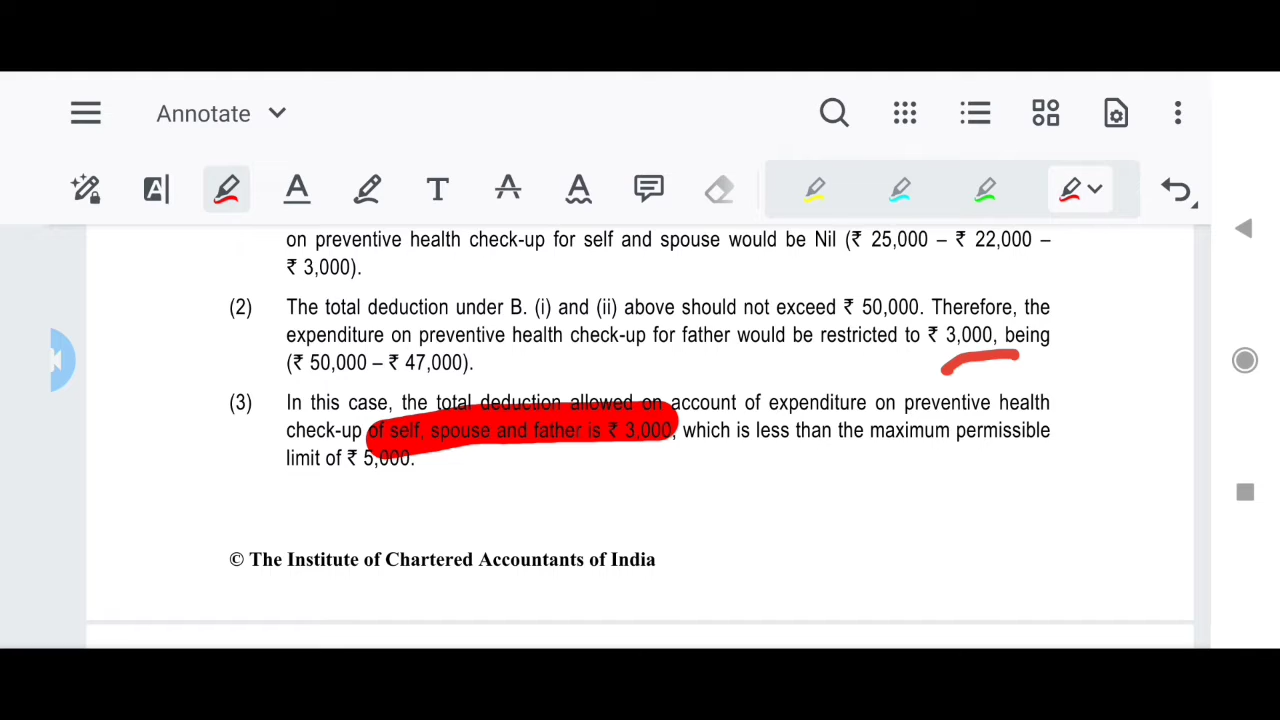 Annotate
on preventive health check-up for self and spouse would be Nil (₹ 25,000 – ₹ 22,000 –
₹ 3,000).
(2) The total deduction under B. (i) and (ii) above should not exceed ₹ 50,000. Therefore, the
expenditure on preventive health check-up for father would be restricted to ₹ 3,000, being
(₹ 50,000 – ₹ 47,000).
(3) In this case, the total deduction allowed on account of expenditure on preventive health
check-up of self, spouse and father is ₹ 3,000, which is less than the maximum permissible
limit of ₹ 5,000.
© The Institute of Chartered Accountants of India